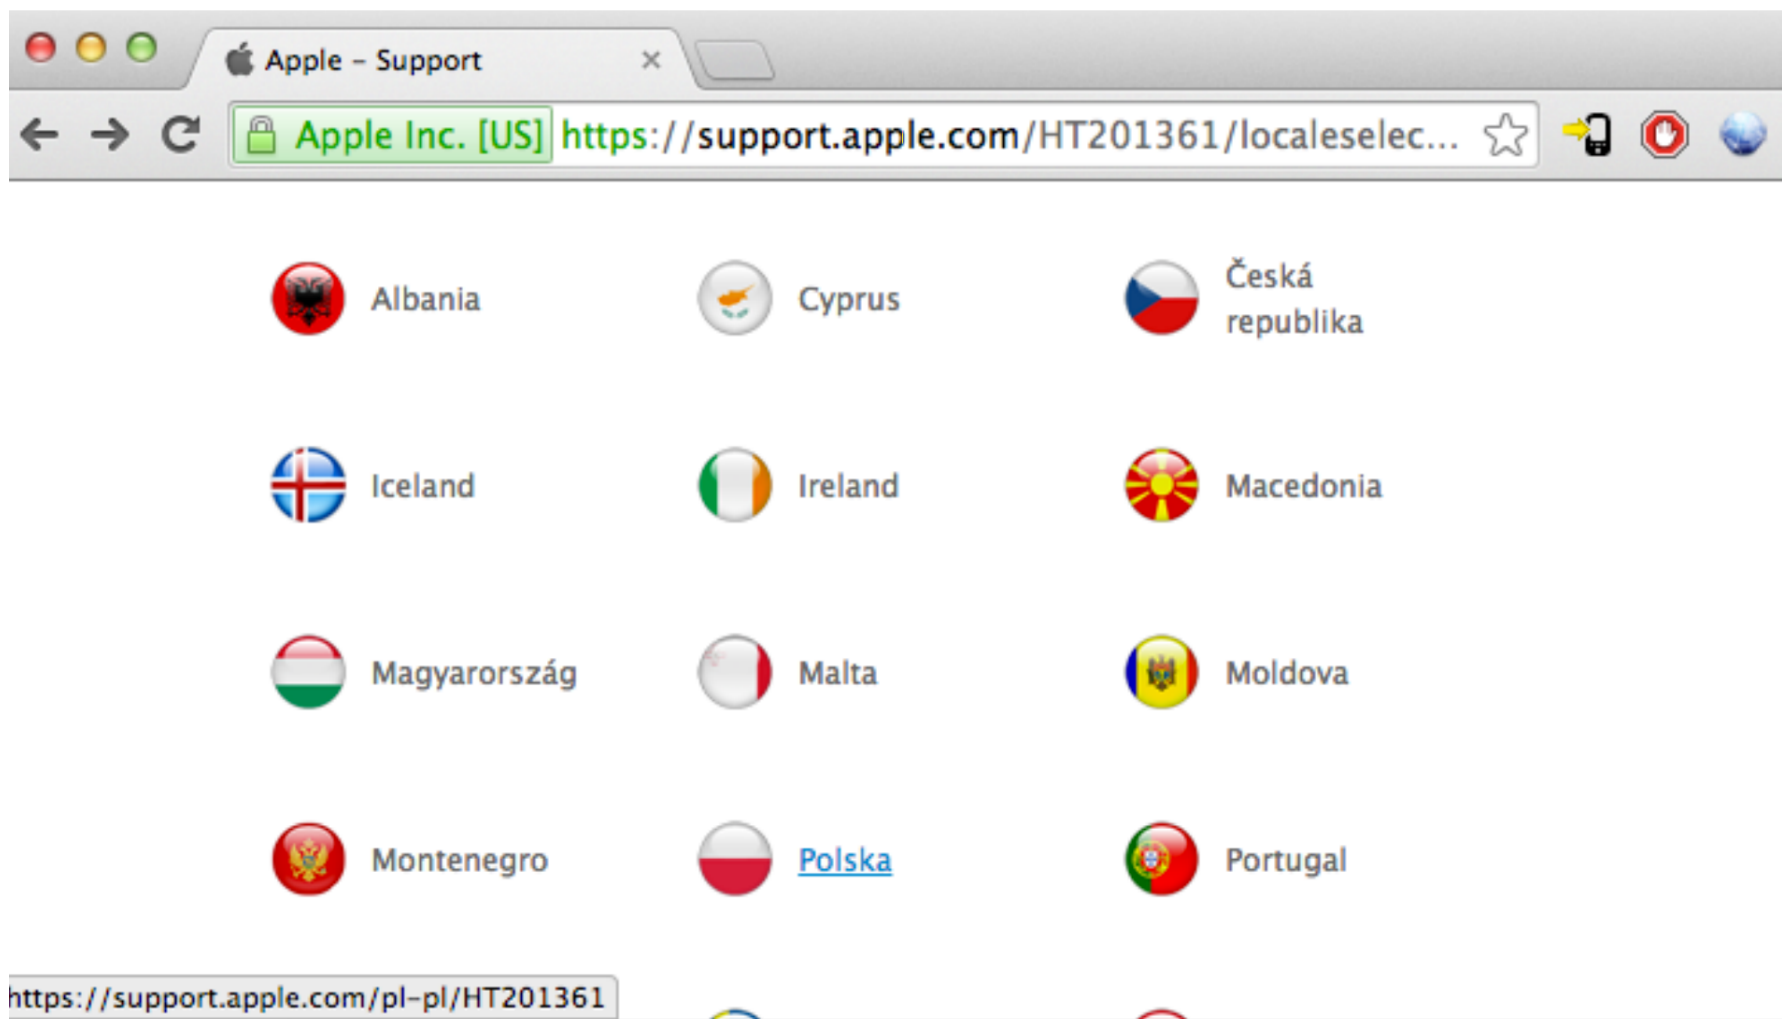 Apple – Support
Apple Inc. [US] https://support.apple.com/HT201361/localeselec...
Albania
Cyprus
Česká
republika
Iceland
Ireland
Macedonia
Magyarország
Malta
Moldova
Montenegro
Polska
Portugal
https://support.apple.com/pl-pl/HT201361